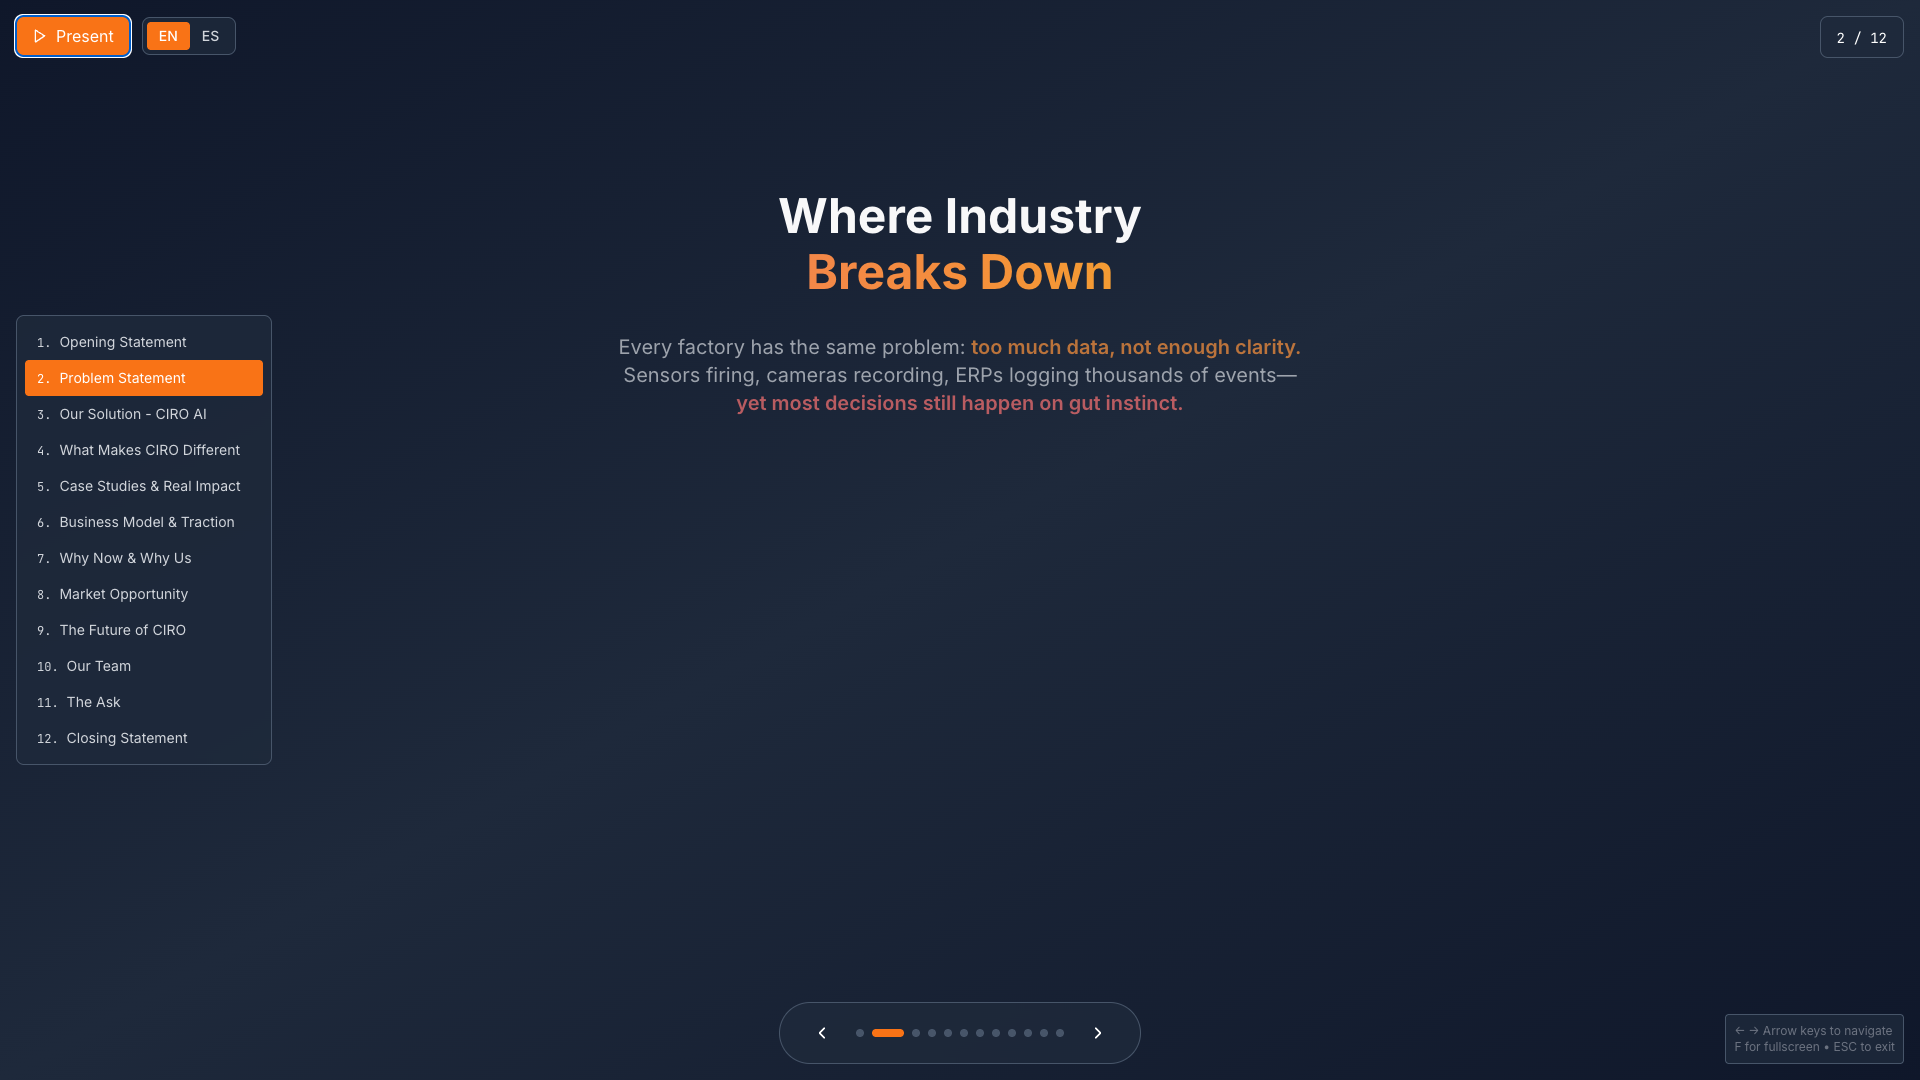 Present
EN
ES
2 / 12
Where Industry
Breaks Down
Every factory has the same problem: too much data, not enough clarity.
Sensors firing, cameras recording, ERPs logging thousands of events—
yet most decisions still happen on gut instinct.
1. Opening Statement
2. Problem Statement
3. Our Solution - CIRO AI
4. What Makes CIRO Different
5. Case Studies & Real Impact
6. Business Model & Traction
7. Why Now & Why Us
8. Market Opportunity
9. The Future of CIRO
10. Our Team
11. The Ask
12. Closing Statement
← → Arrow keys to navigate
F for fullscreen • ESC to exit